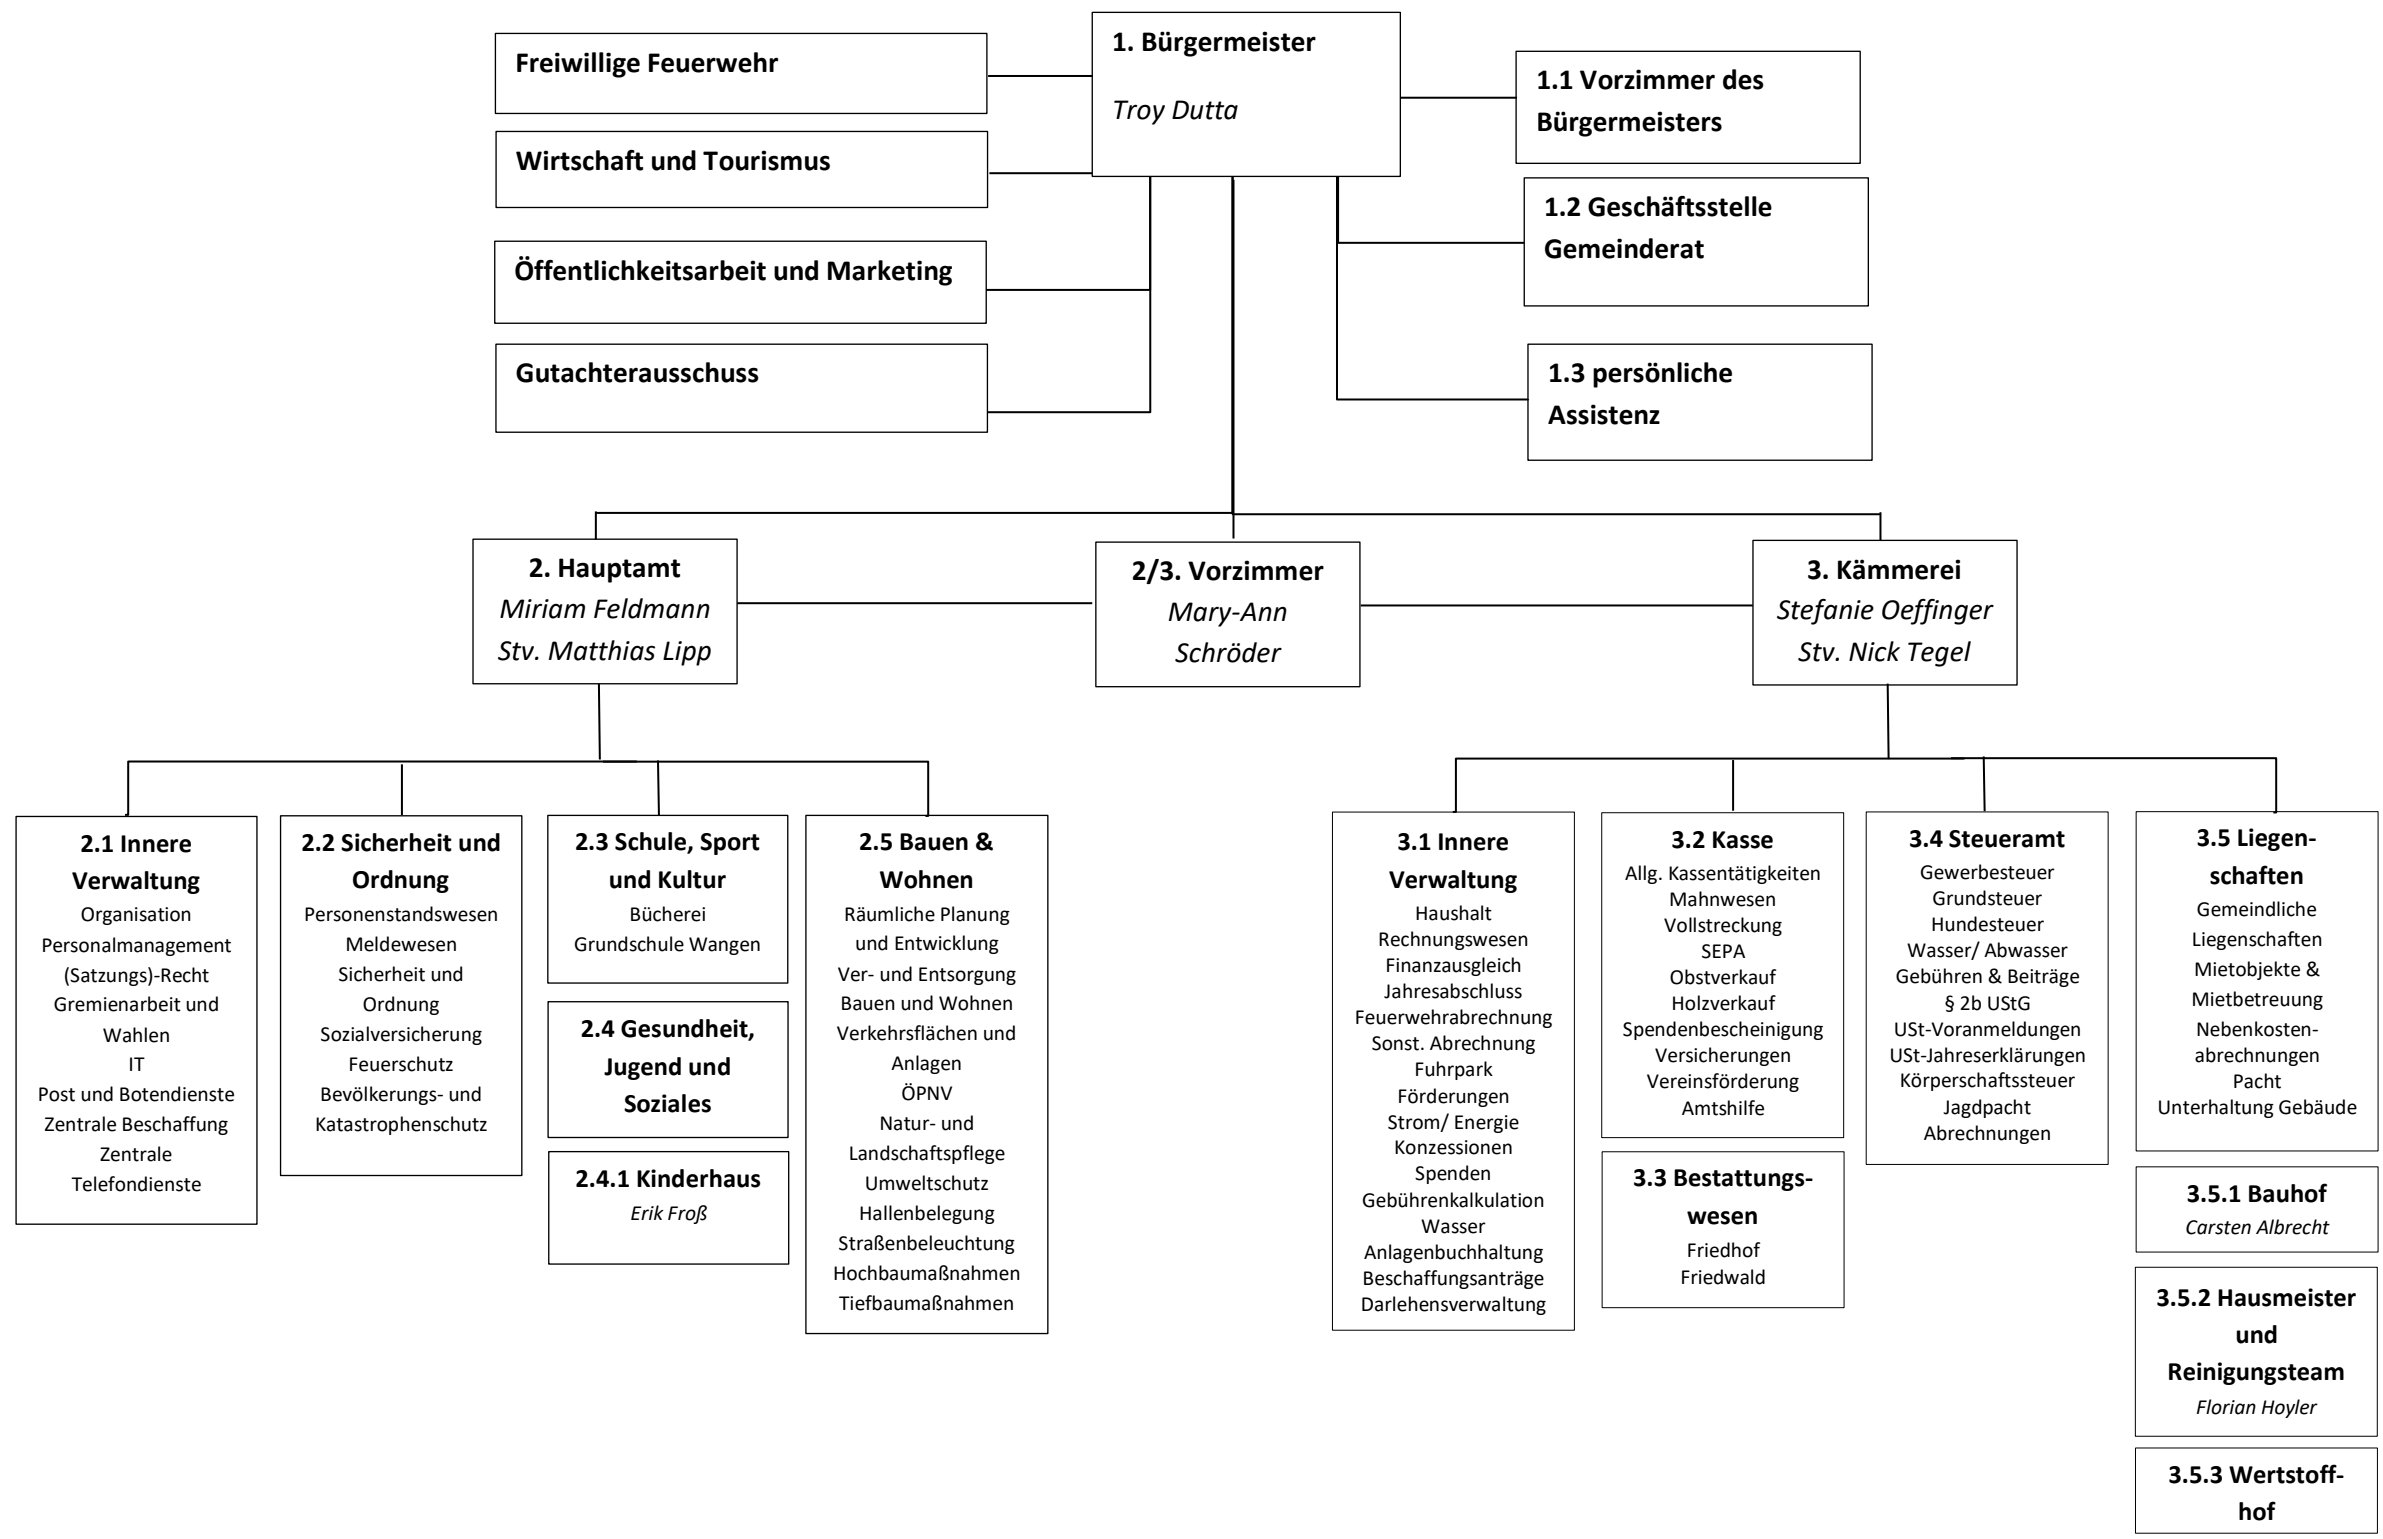 Freiwillige Feuerwehr
Wirtschaft und Tourismus
Öffentlichkeitsarbeit und Marketing
Gutachterausschuss
1. Bürgermeister
Troy Dutta
1.1 Vorzimmer des
Bürgermeisters
1.2 Geschäftsstelle
Gemeinderat
1.3 persönliche
Assistenz
2. Hauptamt
Miriam Feldmann
Stv. Matthias Lipp
2/3. Vorzimmer
Mary-Ann
Schröder
3. Kämmerei
Stefanie Oeffinger
Stv. Nick Tegel
2.1 Innere
Verwaltung
Organisation
Personalmanagement
(Satzungs)-Recht
Gremienarbeit und
Wahlen
IT
Post und Botendienste
Zentrale Beschaffung
Zentrale
Telefondienste
2.2 Sicherheit und
Ordnung
Personenstandswesen
Meldewesen
Sicherheit und
Ordnung
Sozialversicherung
Feuerschutz
Bevölkerungs- und
Katastrophenschutz
2.3 Schule, Sport
und Kultur
Bücherei
Grundschule Wangen
2.4 Gesundheit,
Jugend und
Soziales
2.4.1 Kinderhaus
Erik Froß
2.5 Bauen &
Wohnen
Räumliche Planung
und Entwicklung
Ver- und Entsorgung
Bauen und Wohnen
Verkehrsflächen und
Anlagen
ÖPNV
Natur- und
Landschaftspflege
Umweltschutz
Hallenbelegung
Straßenbeleuchtung
Hochbaumaßnahmen
Tiefbaumaßnahmen
3.1 Innere
Verwaltung
Haushalt
Rechnungswesen
Finanzausgleich
Jahresabschluss
Feuerwehrabrechnung
Sonst. Abrechnung
Fuhrpark
Förderungen
Strom/ Energie
Konzessionen
Spenden
Gebührenkalkulation
Wasser
Anlagenbuchhaltung
Beschaffungsanträge
Darlehensverwaltung
3.2 Kasse
Allg. Kassentätigkeiten
Mahnwesen
Vollstreckung
SEPA
Obstverkauf
Holzverkauf
Spendenbescheinigung
Versicherungen
Vereinsförderung
Amtshilfe
3.3 Bestattungs-
wesen
Friedhof
Friedwald
3.4 Steueramt
Gewerbesteuer
Grundsteuer
Hundesteuer
Wasser/ Abwasser
Gebühren & Beiträge
§ 2b UStG
USt-Voranmeldungen
USt-Jahreserklärungen
Körperschaftssteuer
Jagdpacht
Abrechnungen
3.5 Liegen-
schaften
Gemeindliche
Liegenschaften
Mietobjekte &
Mietbetreuung
Nebenkosten-
abrechnungen
Pacht
Unterhaltung Gebäude
3.5.1 Bauhof
Carsten Albrecht
3.5.2 Hausmeister
und
Reinigungsteam
Florian Hoyler
3.5.3 Wertstoff-
hof